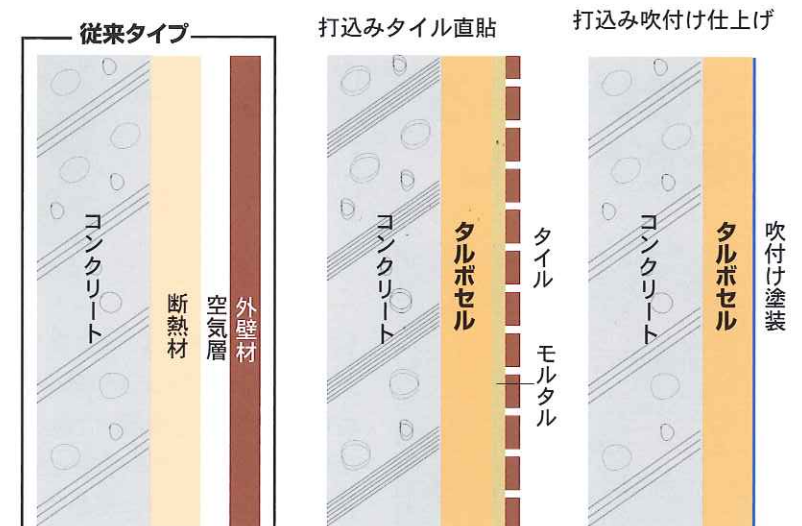 従来タイプ
コンクリート
断熱材
空気層
外壁材
打込みタイル直貼
コンクリート
タルボセル
タイル
モルタル
打込み吹付け仕上げ
コンクリート
タルボセル
吹付け塗装